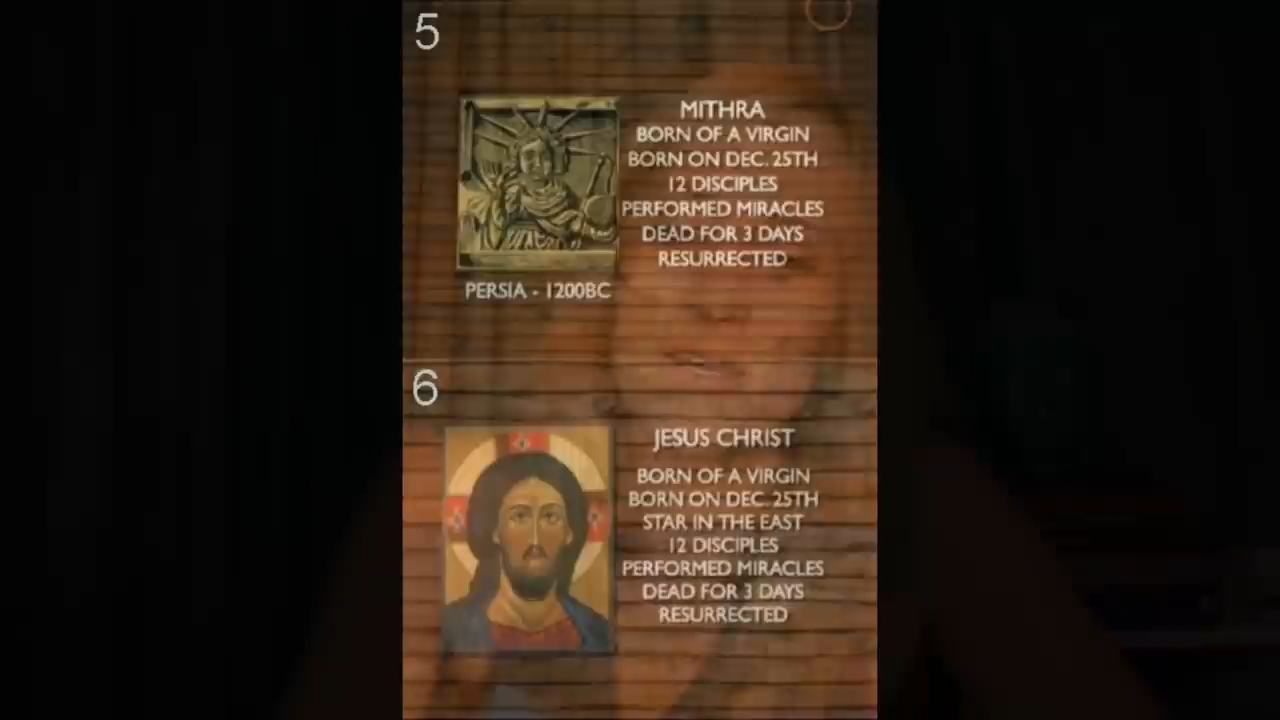 5
MITHRA
BORN OF A VIRGIN
BORN ON DEC. 25TH
12 DISCIPLES
PERFORMED MIRACLES
DEAD FOR 3 DAYS
RESURRECTED
PERSIA - 1200BC
6
JESUS CHRIST
BORN OF A VIRGIN
BORN ON DEC. 25TH
STAR IN THE EAST
12 DISCIPLES
PERFORMED MIRACLES
DEAD FOR 3 DAYS
RESURRECTED